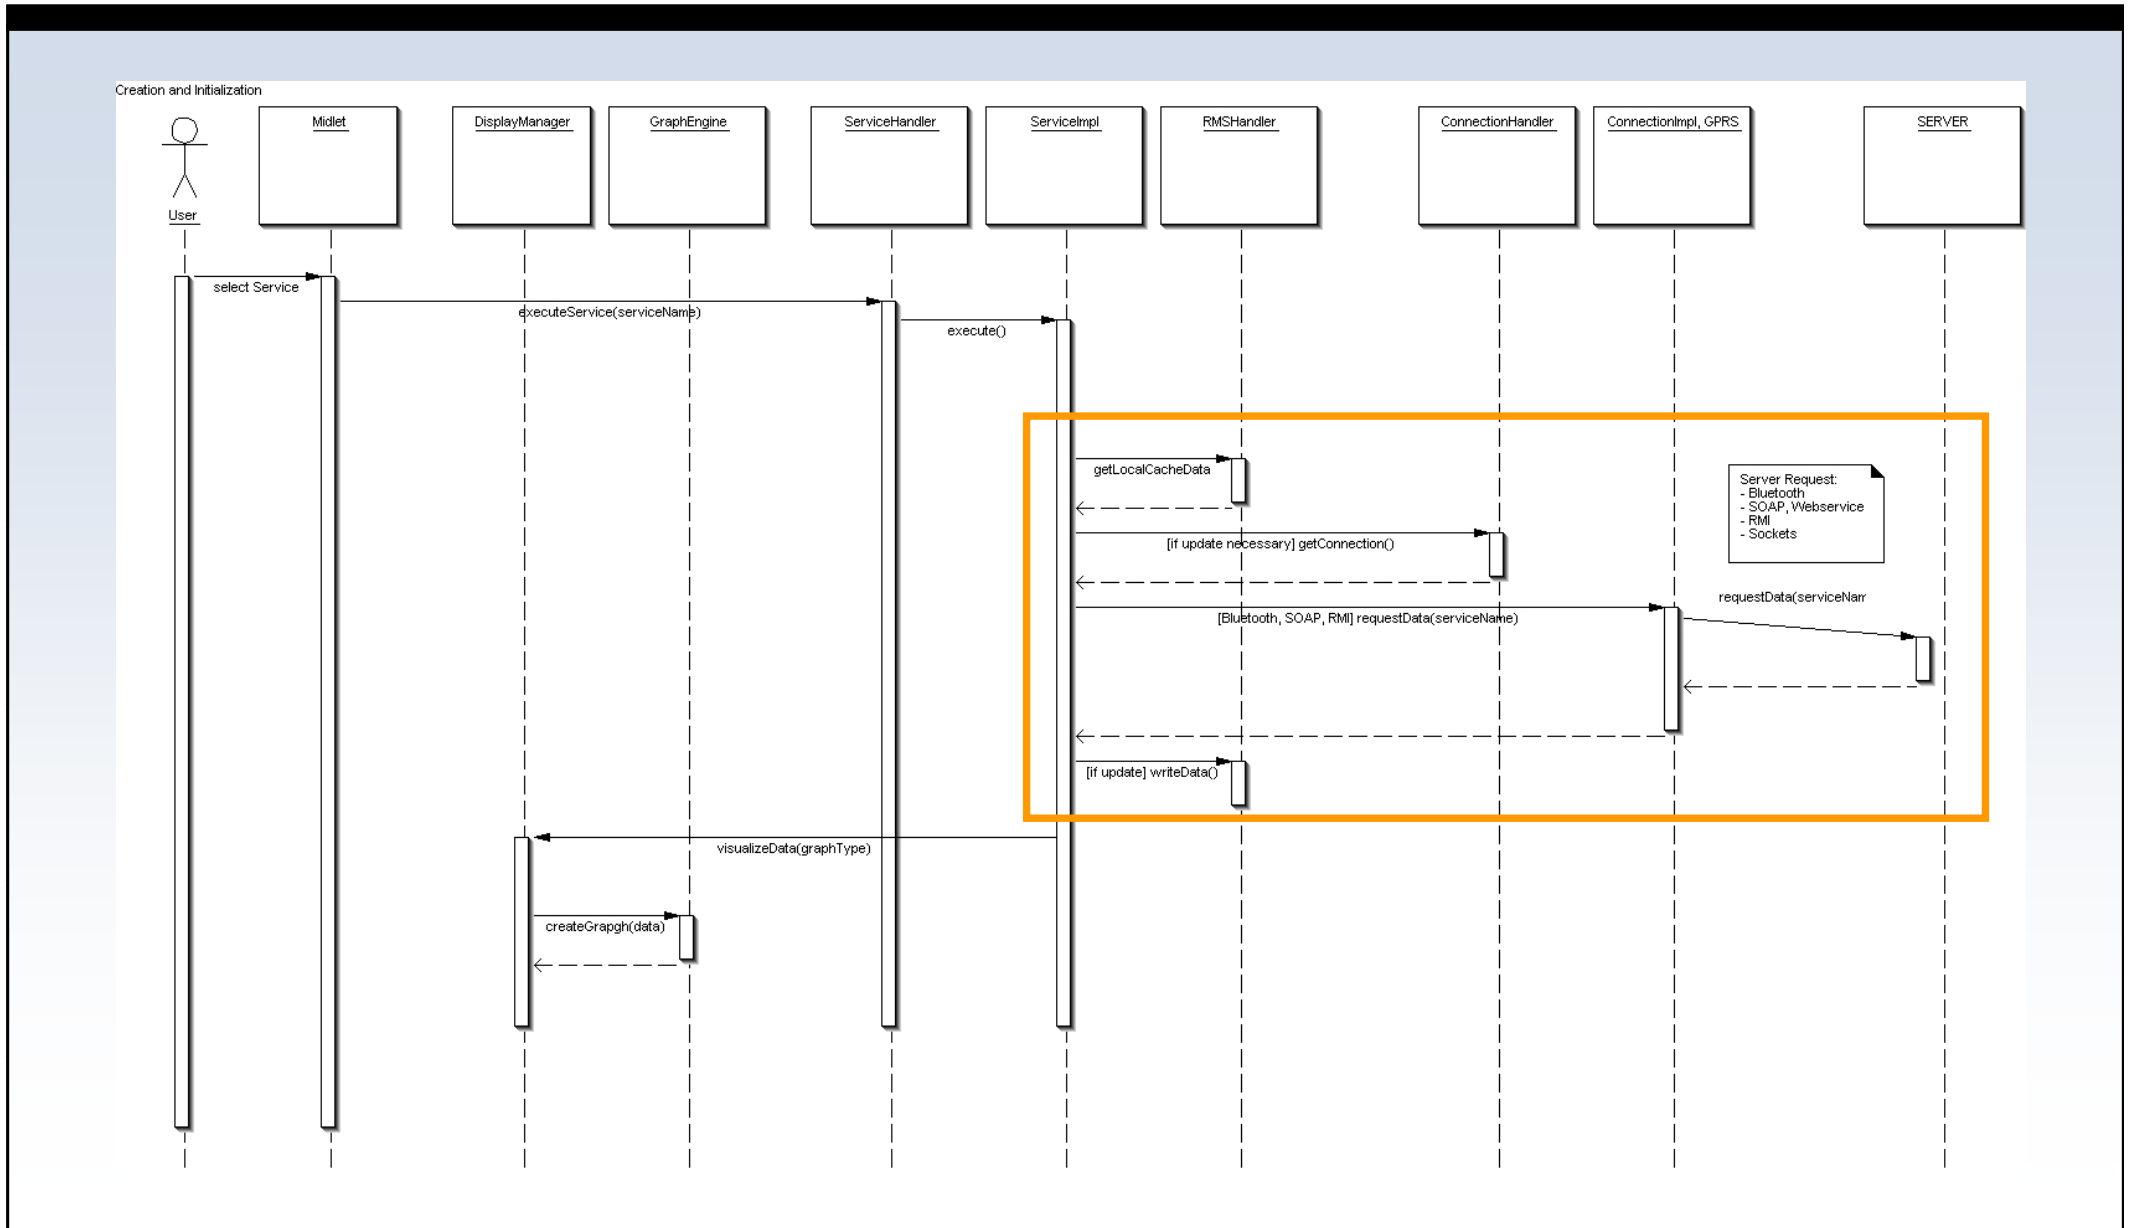 Creation and Initialization
User
Midlet
DisplayManager
GraphEngine
ServiceHandler
ServiceImpl
RMSHandler
ConnectionHandler
ConnectionImpl, GPRS
SERVER
select Service
executeService(serviceName)
execute()
getLocalCacheData
Server Request:
- Bluetooth
- SOAP, Webservice
- RMI
- Sockets
[if update necessary] getConnection()
requestData(serviceNam
[Bluetooth, SOAP, RMI] requestData(serviceName)
[if update] writeData()
visualizeData(graphType)
createGrapgh(data)